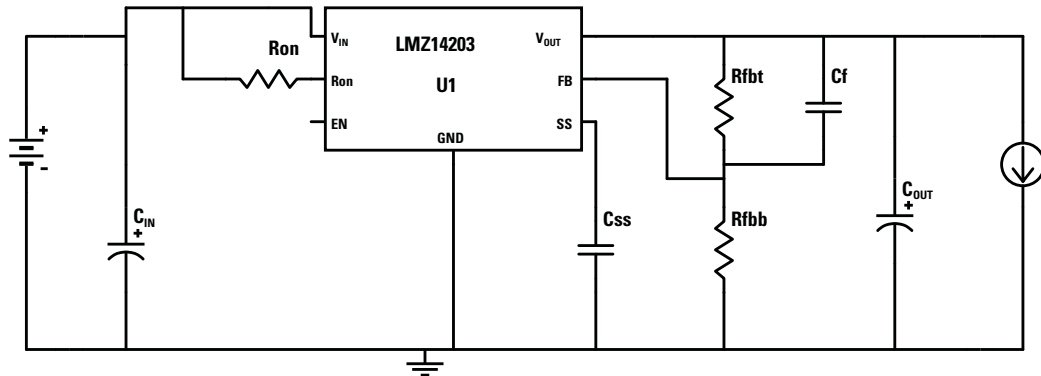 Ron
LMZ14203
U1
VIN
Ron
EN
GND
VOUT
FB
SS
Rfbt
Cf
+
-
CIN
+
Css
Rfbb
COUT
+